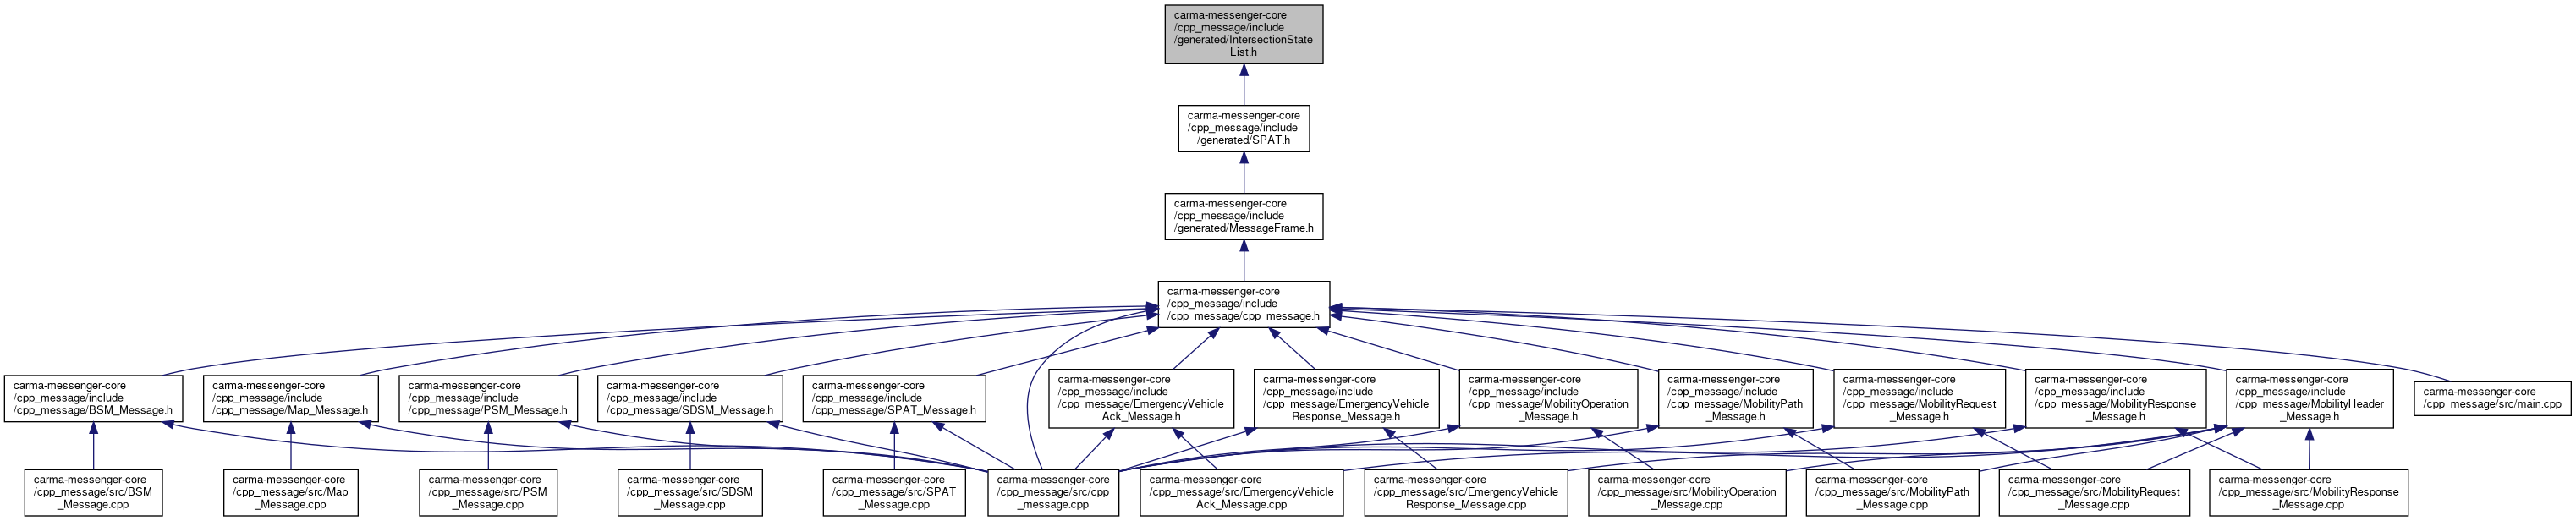 carma-messenger-core
/cpp_message/include
/generated/IntersectionState
List.h
carma-messenger-core
/cpp_message/include
/generated/SPAT.h
carma-messenger-core
/cpp_message/include
/generated/MessageFrame.h
carma-messenger-core
/cpp_message/include
/cpp_message/cpp_message.h
carma-messenger-core
/cpp_message/include
/cpp_message/BSM_Message.h
carma-messenger-core
/cpp_message/include
/cpp_message/Map_Message.h
carma-messenger-core
/cpp_message/include
/cpp_message/PSM_Message.h
carma-messenger-core
/cpp_message/include
/cpp_message/SDSM_Message.h
carma-messenger-core
/cpp_message/include
/cpp_message/SPAT_Message.h
carma-messenger-core
/cpp_message/include
/cpp_message/EmergencyVehicle
Ack_Message.h
carma-messenger-core
/cpp_message/include
/cpp_message/EmergencyVehicle
Response_Message.h
carma-messenger-core
/cpp_message/include
/cpp_message/MobilityOperation
_Message.h
carma-messenger-core
/cpp_message/include
/cpp_message/MobilityPath
_Message.h
carma-messenger-core
/cpp_message/include
/cpp_message/MobilityRequest
_Message.h
carma-messenger-core
/cpp_message/include
/cpp_message/MobilityResponse
_Message.h
carma-messenger-core
/cpp_message/include
/cpp_message/MobilityHeader
_Message.h
carma-messenger-core
/cpp_message/src/main.cpp
carma-messenger-core
/cpp_message/src/BSM
_Message.cpp
carma-messenger-core
/cpp_message/src/Map
_Message.cpp
carma-messenger-core
/cpp_message/src/PSM
_Message.cpp
carma-messenger-core
/cpp_message/src/SDSM
_Message.cpp
carma-messenger-core
/cpp_message/src/SPAT
_Message.cpp
carma-messenger-core
/cpp_message/src/cpp
_message.cpp
carma-messenger-core
/cpp_message/src/EmergencyVehicle
Ack_Message.cpp
carma-messenger-core
/cpp_message/src/EmergencyVehicle
Response_Message.cpp
carma-messenger-core
/cpp_message/src/MobilityOperation
_Message.cpp
carma-messenger-core
/cpp_message/src/MobilityPath
_Message.cpp
carma-messenger-core
/cpp_message/src/MobilityRequest
_Message.cpp
carma-messenger-core
/cpp_message/src/MobilityResponse
_Message.cpp